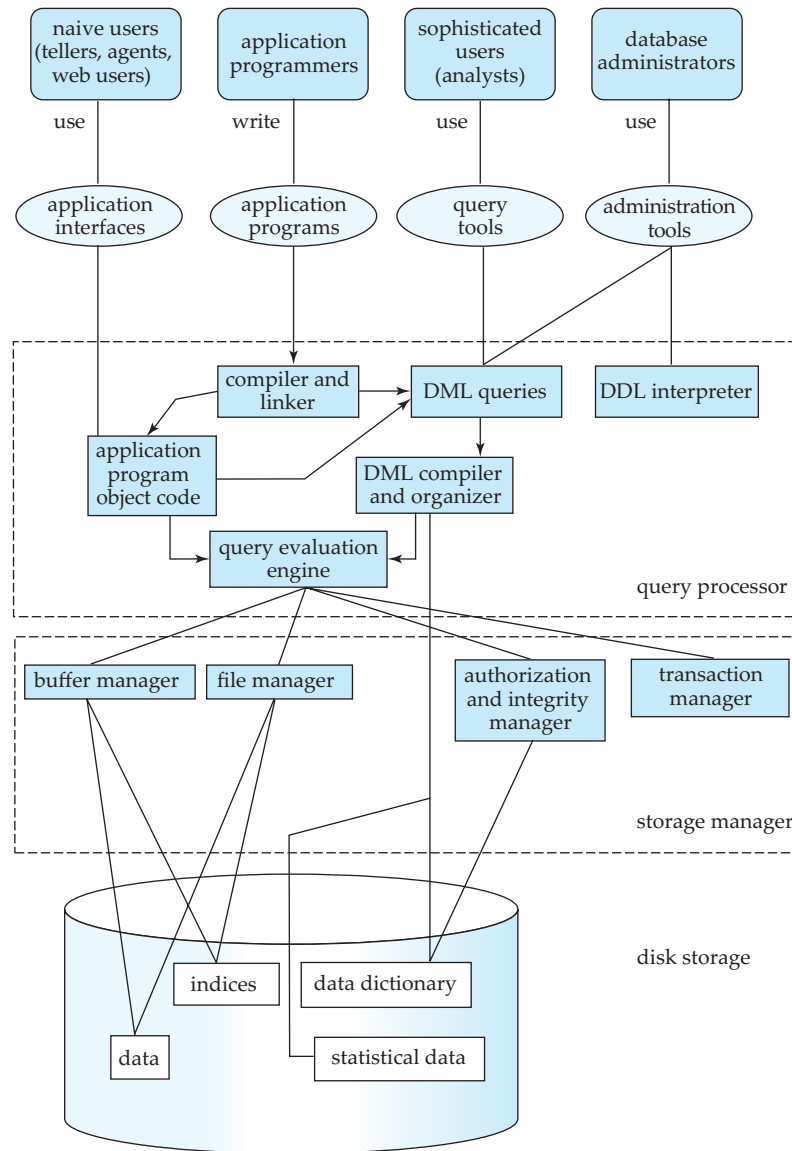 naive users
(tellers, agents,
web users)
application
programmers
sophisticated
users
(analysts)
database
administrators
use
write
use
use
application
interfaces
application
programs
query
tools
administration
tools
compiler and
linker
DML queries
DDL interpreter
application
program
object code
DML compiler
and organizer
query evaluation
engine
query processor
buffer manager
file manager
authorization
and integrity
manager
transaction
manager
storage manager
disk storage
indices
data dictionary
data
statistical data